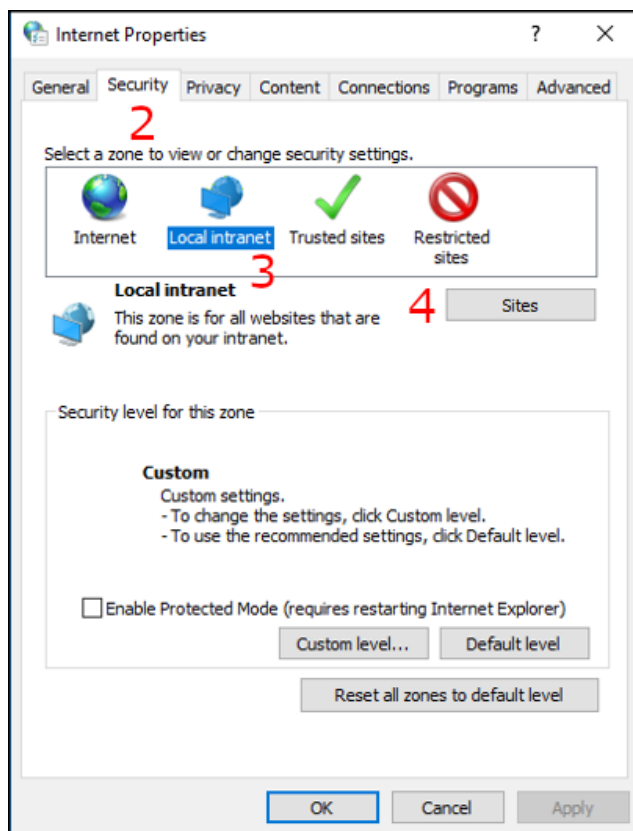 Internet Properties
? X
General Security Privacy Content Connections Programs Advanced
2
Select a zone to view or change security settings.
Internet Local intranet Trusted sites Restricted
sites
3
Local intranet
4 Sites
This zone is for all websites that are
found on your intranet.
Security level for this zone
Custom
Custom settings.
- To change the settings, click Custom level.
- To use the recommended settings, click Default level.
Enable Protected Mode (requires restarting Internet Explorer)
Custom level... Default level
Reset all zones to default level
OK Cancel Apply